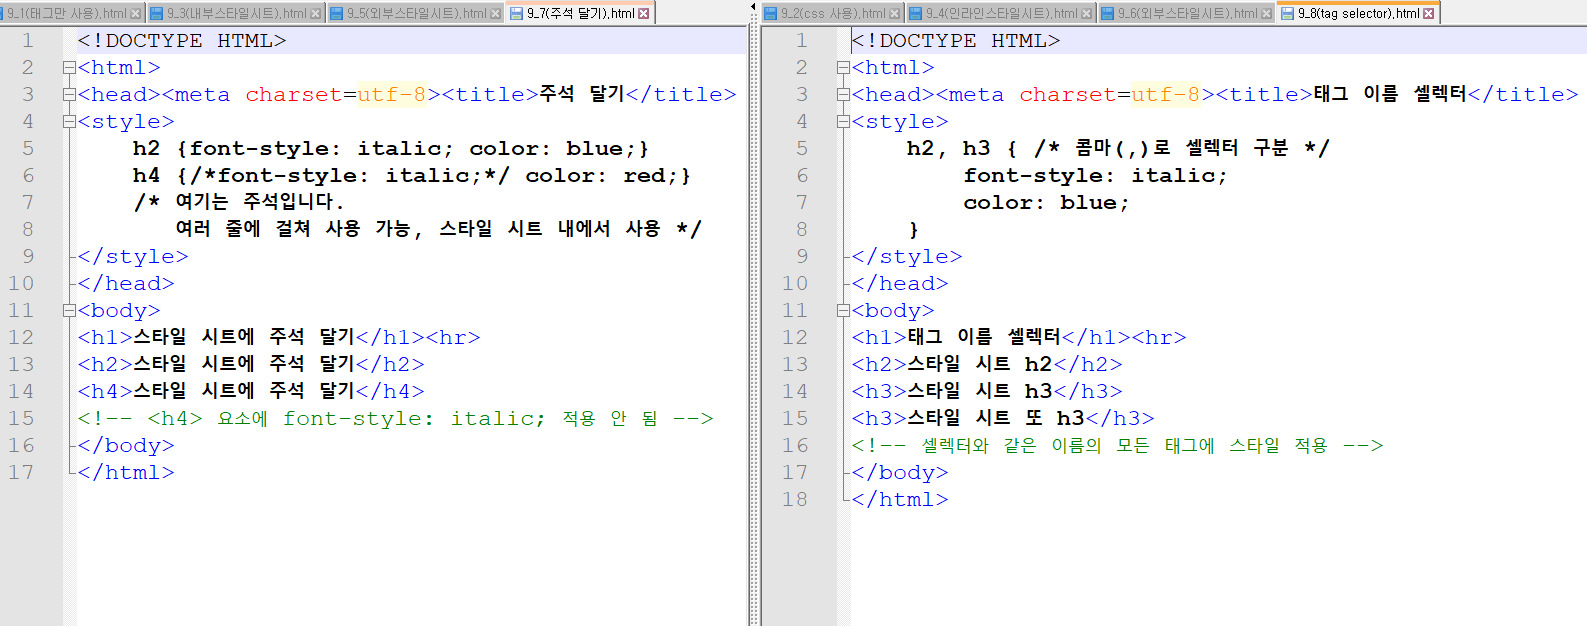 9_1(태그만 사용).html 9_3(내부스타일시트).html 9_5(외부스타일시트).html 9_7(주석 달기).html
1 <!DOCTYPE HTML>
2 <html>
3 <head><meta charset=utf-8><title>주석 달기</title>
4 <style>
5 h2 {font-style: italic; color: blue;}
6 h4 {/*font-style: italic;*/ color: red;}
7 /* 여기는 주석입니다.
8 여러 줄에 걸쳐 사용 가능, 스타일 시트 내에서 사용 */
9 </style>
10 </head>
11 <body>
12 <h1>스타일 시트에 주석 달기</h1><hr>
13 <h2>스타일 시트에 주석 달기</h2>
14 <h4>스타일 시트에 주석 달기</h4>
15 <!-- <h4> 요소에 font-style: italic; 적용 안 됨 -->
16 </body>
17 </html>
9_2(css 사용).html 9_4(인라인스타일시트).html 9_6(외부스타일시트).html 9_8(tag selector).html
1 <!DOCTYPE HTML>
2 <html>
3 <head><meta charset=utf-8><title>태그 이름 셀렉터</title>
4 <style>
5 h2, h3 { /* 콤마(,)로 셀렉터 구분 */
6 font-style: italic;
7 color: blue;
8 }
9 </style>
10 </head>
11 <body>
12 <h1>태그 이름 셀렉터</h1><hr>
13 <h2>스타일 시트 h2</h2>
14 <h3>스타일 시트 h3</h3>
15 <h3>스타일 시트 또 h3</h3>
16 <!-- 셀렉터와 같은 이름의 모든 태그에 스타일 적용 -->
17 </body>
18 </html>